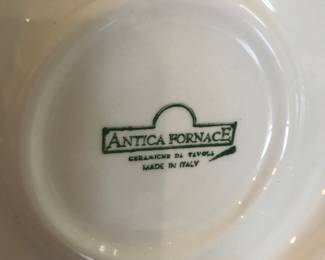 ANTICA FORNACE
CERAMICHE DA TAVOLA
MADE IN ITALY